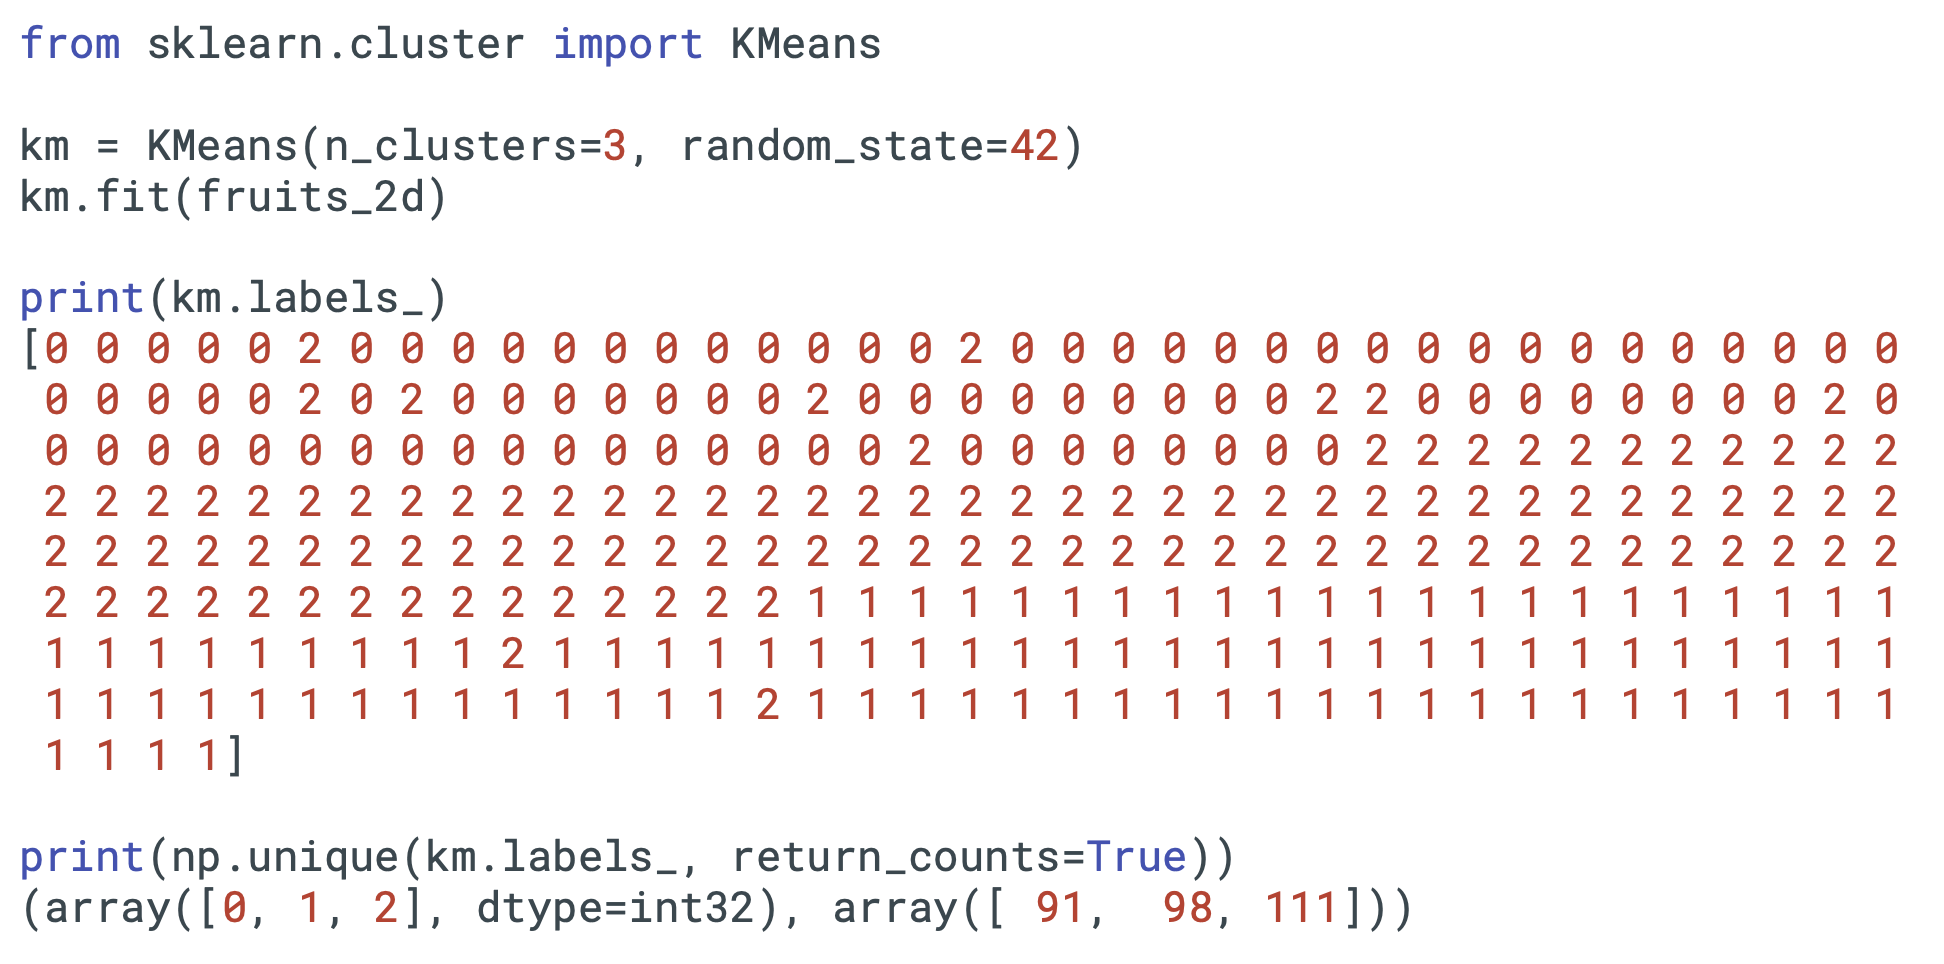 from sklearn.cluster import KMeans
km = KMeans(n_clusters=3, random_state=42)
km.fit(fruits_2d)
print(km.labels_)
[0 0 0 0 0 2 0 0 0 0 0 0 0 0 0 0 0 0 2 0 0 0 0 0 0 0 0 0 0 0 0 0 0 0 0 0 0
0 0 0 0 0 2 0 2 0 0 0 0 0 0 0 2 0 0 0 0 0 0 0 0 0 2 2 0 0 0 0 0 0 0 0 2 0
0 0 0 0 0 0 0 0 0 0 0 0 0 0 0 0 0 2 0 0 0 0 0 0 0 0 2 2 2 2 2 2 2 2 2 2 2
2 2 2 2 2 2 2 2 2 2 2 2 2 2 2 2 2 2 2 2 2 2 2 2 2 2 2 2 2 2 2 2 2 2 2 2 2
2 2 2 2 2 2 2 2 2 2 2 2 2 2 2 2 2 2 2 2 2 2 2 2 2 2 2 2 2 2 2 2 2 2 2 2 2
2 2 2 2 2 2 2 2 2 2 2 2 2 2 2 1 1 1 1 1 1 1 1 1 1 1 1 1 1 1 1 1 1 1 1 1 1
1 1 1 1 1 1 1 1 1 2 1 1 1 1 1 1 1 1 1 1 1 1 1 1 1 1 1 1 1 1 1 1 1 1 1 1 1
1 1 1 1 1 1 1 1 1 1 1 1 1 1 2 1 1 1 1 1 1 1 1 1 1 1 1 1 1 1 1 1 1 1 1 1 1
1 1 1 1]
print(np.unique(km.labels_, return_counts=True))
(array([0, 1, 2], dtype=int32), array([ 91,  98, 111]))